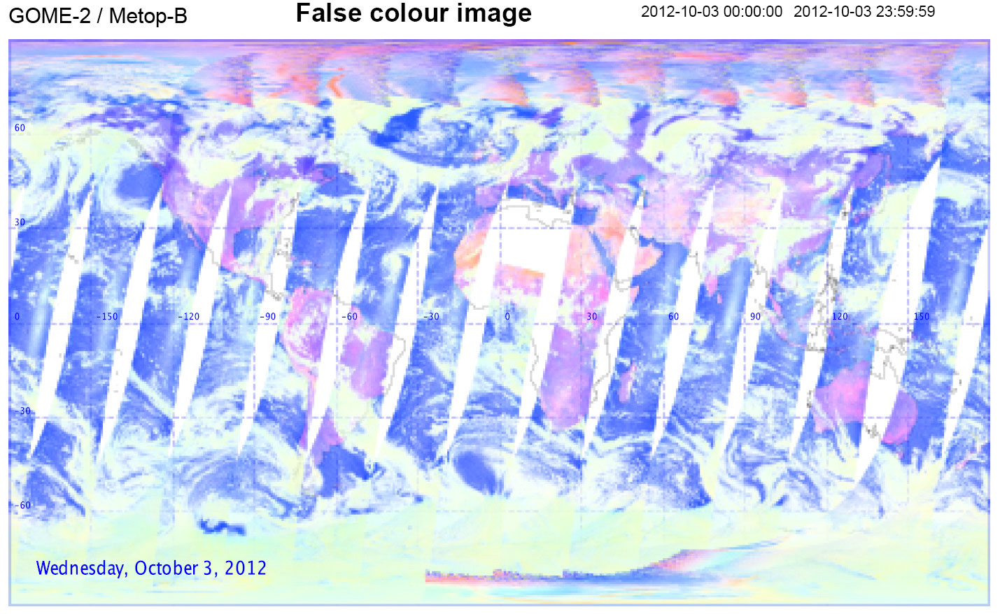 GOME-2 / Metop-B
False colour image
2012-10-03 00:00:00 2012-10-03 23:59:59
60
30
0 -150 -120 -90 -60 -30 0 30 60 90 120 150
-30
-60
Wednesday, October 3, 2012